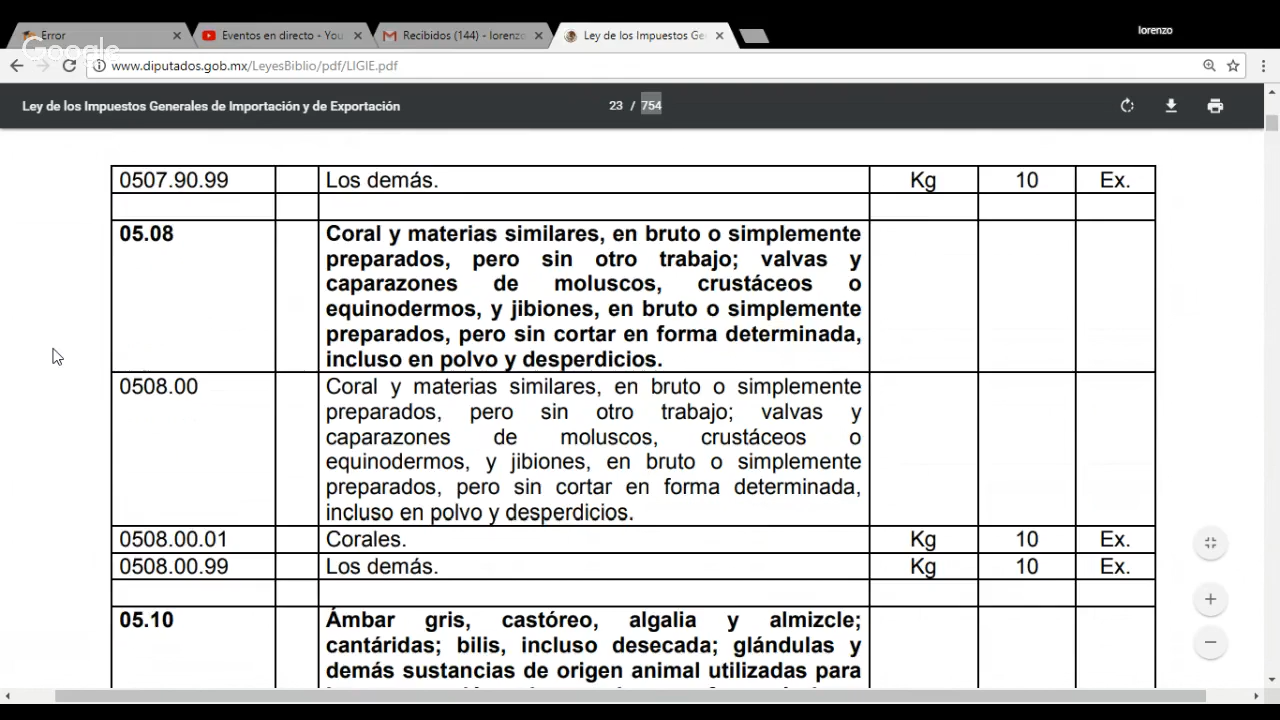 lorenzo
Error
Eventos en directo - You
Recibidos (144) - lorenzo
Ley de los Impuestos Ge
Google
www.diputados.gob.mx/LeyesBiblio/pdf/LIGIE.pdf
Ley de los Impuestos Generales de Importación y de Exportación 23 / 754
0507.90.99 Los demás. Kg 10 Ex.
05.08 Coral y materias similares, en bruto o simplemente
preparados, pero sin otro trabajo; valvas y
caparazones de moluscos, crustáceos o
equinodermos, y jibiones, en bruto o simplemente
preparados, pero sin cortar en forma determinada,
incluso en polvo y desperdicios.
0508.00 Coral y materias similares, en bruto o simplemente
preparados, pero sin otro trabajo; valvas y
caparazones de moluscos, crustáceos o
equinodermos, y jibiones, en bruto o simplemente
preparados, pero sin cortar en forma determinada,
incluso en polvo y desperdicios.
0508.00.01 Corales. Kg 10 Ex.
0508.00.99 Los demás. Kg 10 Ex.
05.10 Ámbar gris, castóreo, algalia y almizcle;
cantáridas; bilis, incluso desecada; glándulas y
demás sustancias de origen animal utilizadas para